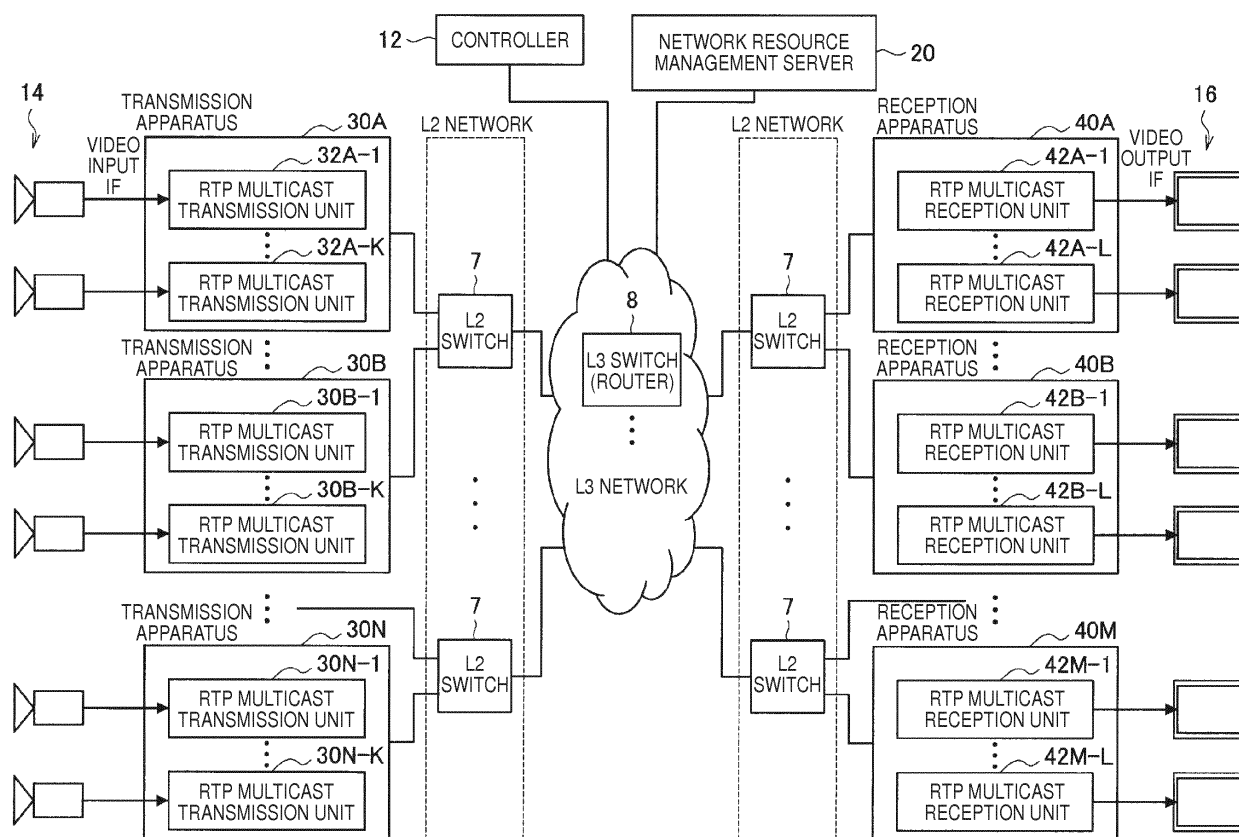 12
CONTROLLER
NETWORK RESOURCE
MANAGEMENT SERVER
20
14
TRANSMISSION
APPARATUS
30A
VIDEO
INPUT
IF
32A-1
RTP MULTICAST
TRANSMISSION UNIT
32A-K
RTP MULTICAST
TRANSMISSION UNIT
TRANSMISSION
APPARATUS
30B
30B-1
RTP MULTICAST
TRANSMISSION UNIT
30B-K
RTP MULTICAST
TRANSMISSION UNIT
TRANSMISSION
APPARATUS
30N
30N-1
RTP MULTICAST
TRANSMISSION UNIT
30N-K
RTP MULTICAST
TRANSMISSION UNIT
L2 NETWORK
7
L2
SWITCH
7
L2
SWITCH
8
L3 SWITCH
(ROUTER)
L3 NETWORK
L2 NETWORK
7
L2
SWITCH
7
L2
SWITCH
RECEPTION
APPARATUS
40A
42A-1
RTP MULTICAST
RECEPTION UNIT
42A-L
RTP MULTICAST
RECEPTION UNIT
VIDEO
OUTPUT
IF
16
RECEPTION
APPARATUS
40B
42B-1
RTP MULTICAST
RECEPTION UNIT
42B-L
RTP MULTICAST
RECEPTION UNIT
RECEPTION
APPARATUS
40M
42M-1
RTP MULTICAST
RECEPTION UNIT
42M-L
RTP MULTICAST
RECEPTION UNIT